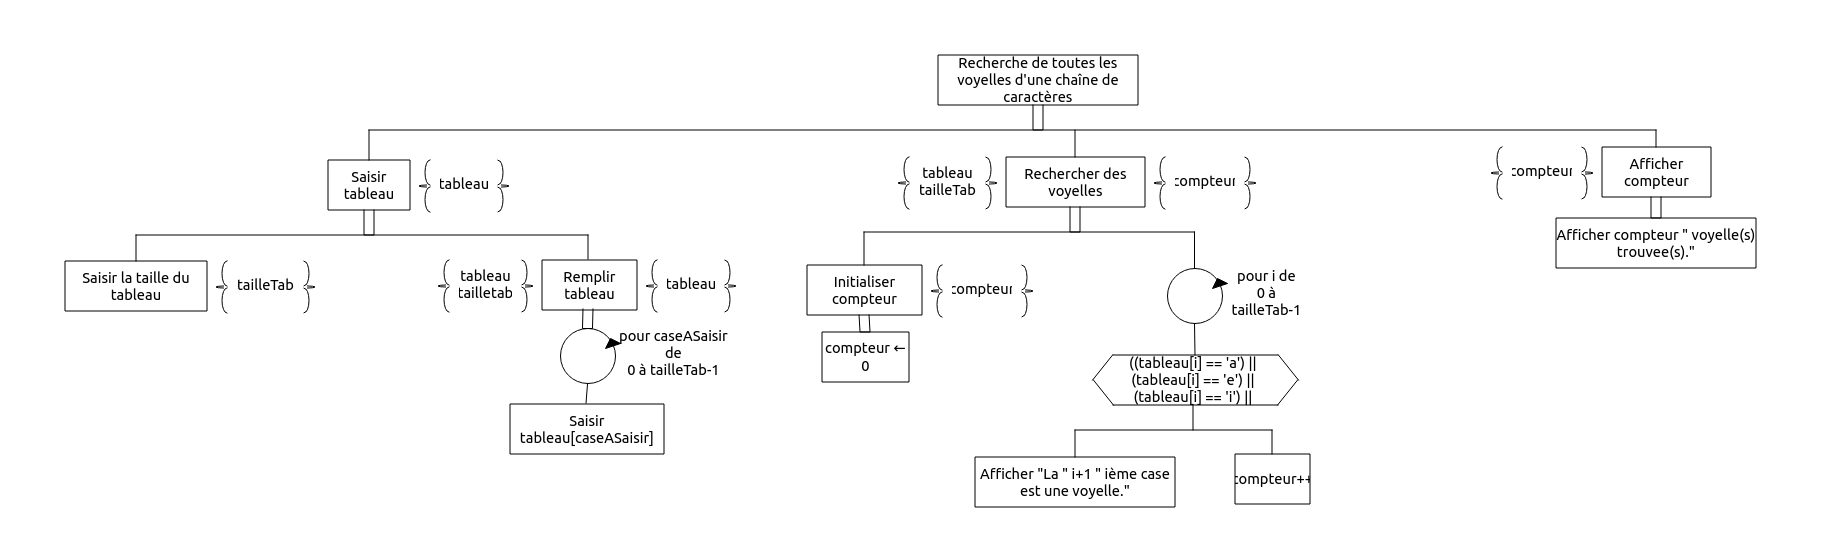 Recherche de toutes les
voyelles d'une chaîne de
caractères
Saisir
tableau
tableau
tableau
tailleTab
Rechercher des
voyelles
compteur
compteur
Afficher
compteur
Afficher compteur " voyelle(s)
trouvee(s)."
Saisir la taille du
tableau
tailleTab
tableau
tailletab
Remplir
tableau
tableau
pour caseASaisir
de
0 à tailleTab-1
Saisir
tableau[caseASaisir]
Initialiser
compteur
compteur
compteur ←
0
pour i de
0 à
tailleTab-1
((tableau[i] == 'a') ||
(tableau[i] == 'e') ||
(tableau[i] == 'i') ||
Afficher "La " i+1 " ième case
est une voyelle."
compteur++